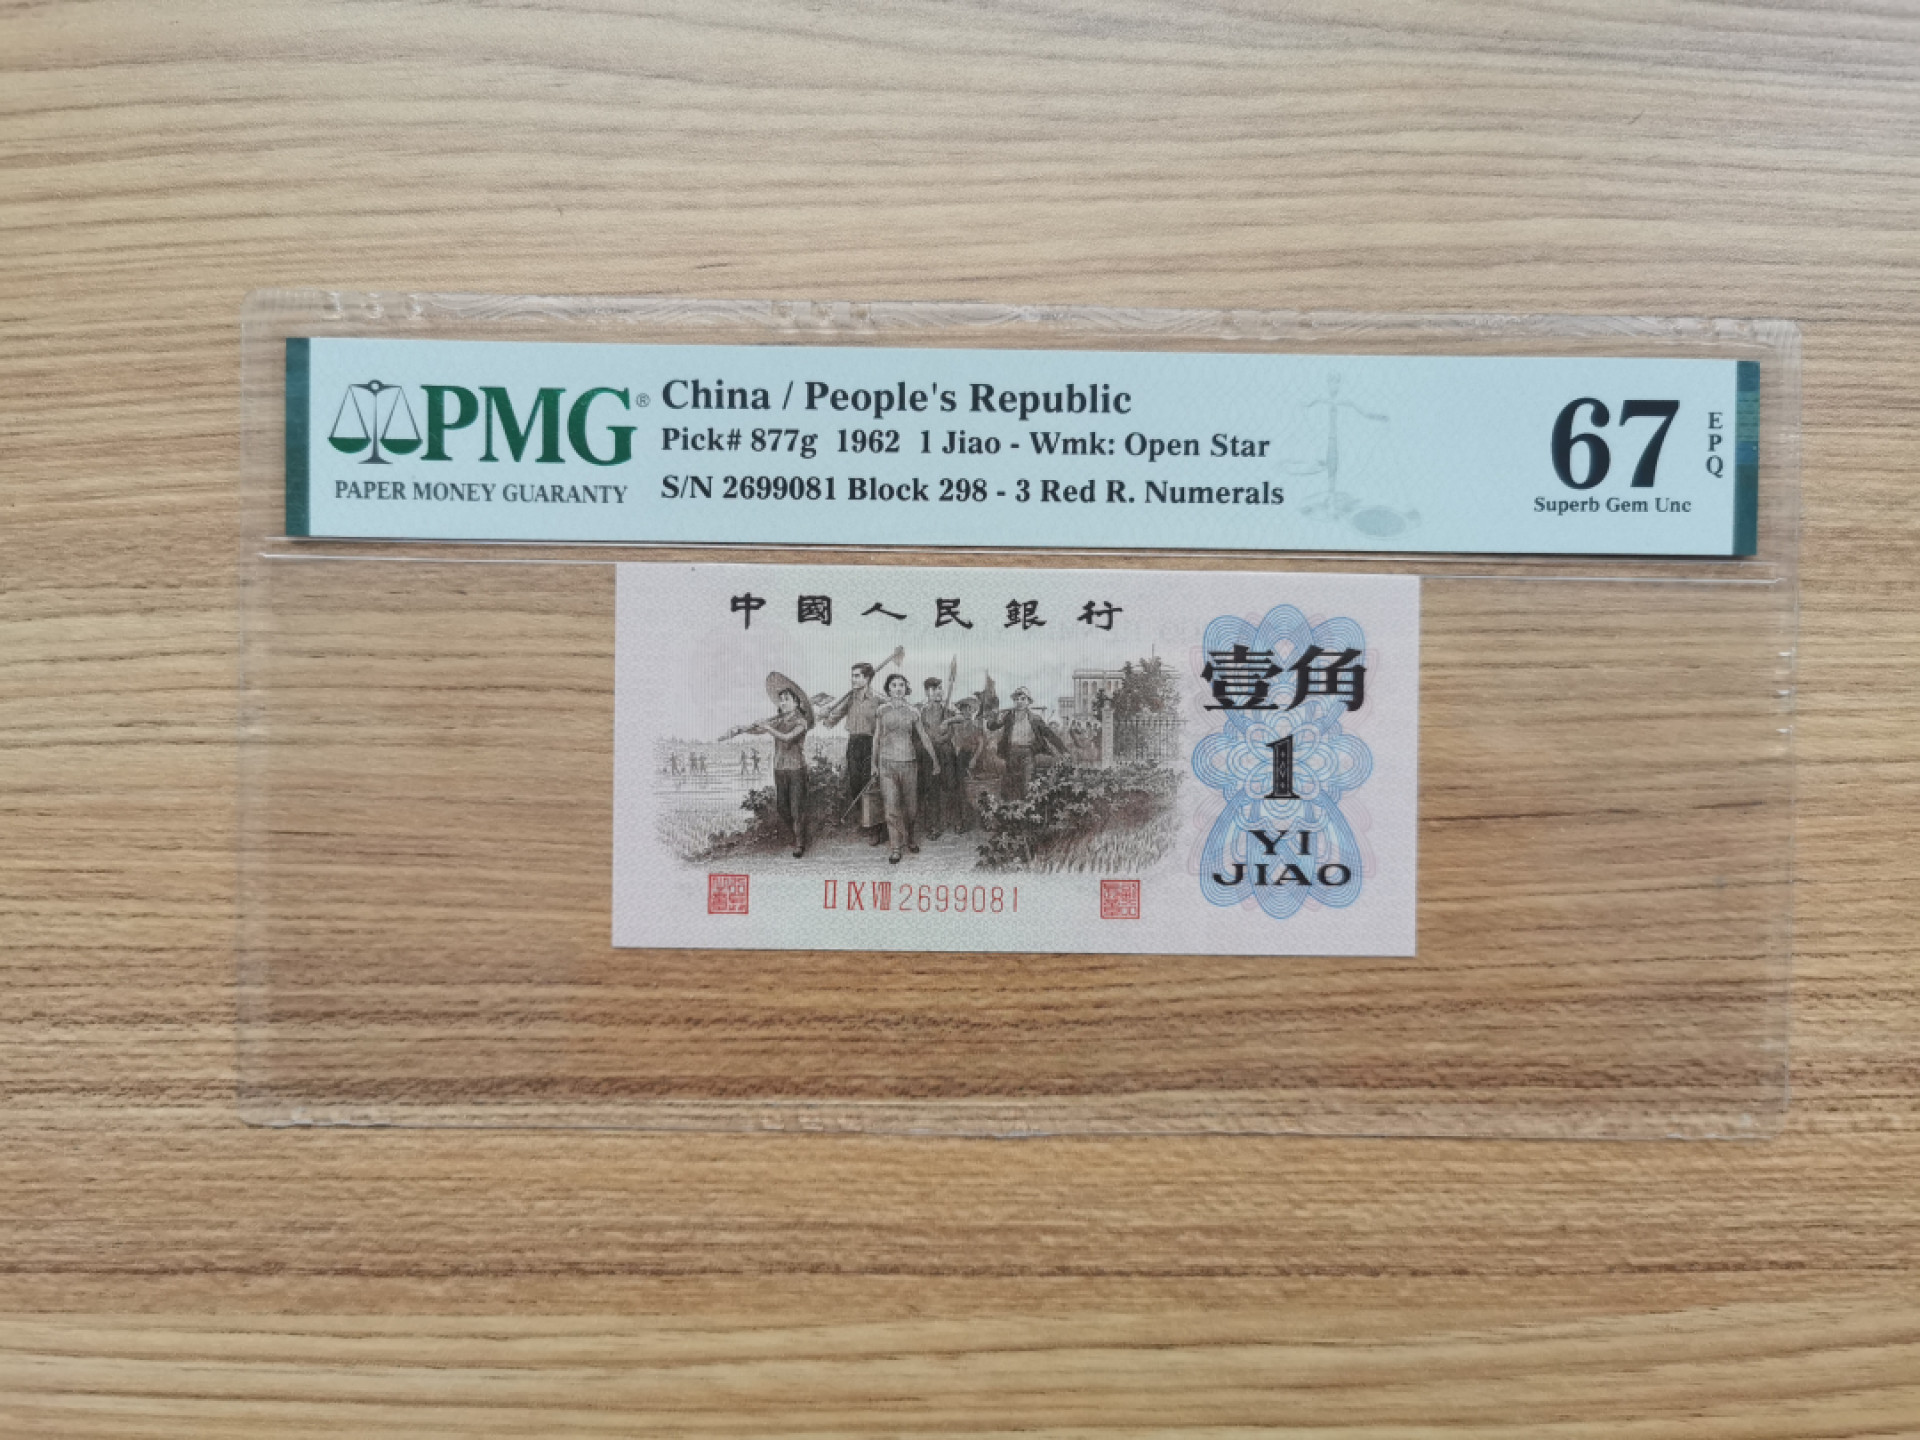 PMG®
PAPER MONEY GUARANTY
China / People's Republic
Pick# 877g 1962 1 Jiao - Wmk: Open Star
S/N 2699081 Block 298 - 3 Red R. Numerals
67
EPQ
Superb Gem Unc
中國人民銀行
壹角
1
YI
JIAO
Ⅱ Ⅸ Ⅷ 2699081